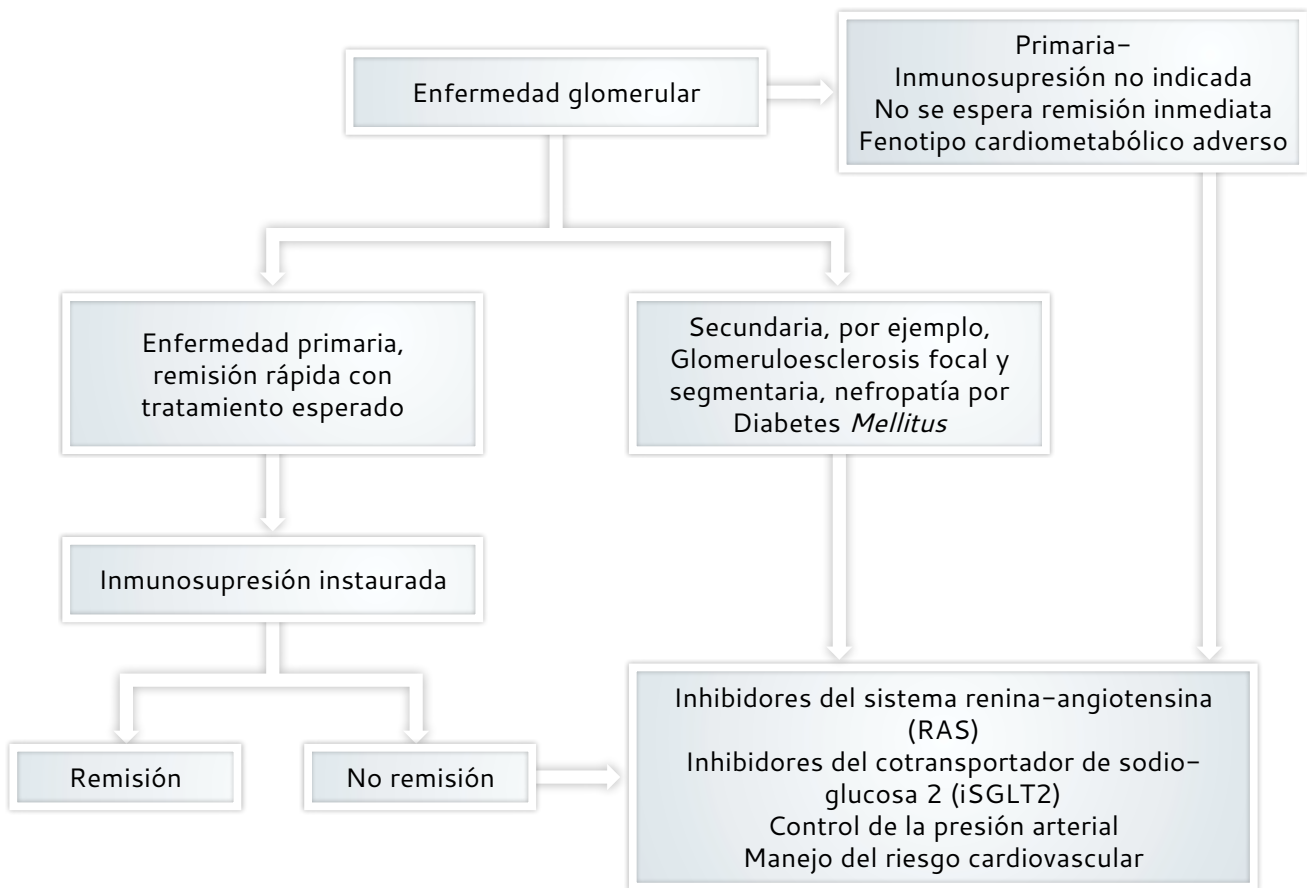 Enfermedad glomerular
Primaria-
Inmunosupresión no indicada
No se espera remisión inmediata
Fenotipo cardiometabólico adverso
Enfermedad primaria,
remisión rápida con
tratamiento esperado
Secundaria, por ejemplo,
Glomeruloesclerosis focal y
segmentaria, nefropatía por
Diabetes Mellitus
Inmunosupresión instaurada
Remisión
No remisión
Inhibidores del sistema renina-angiotensina
(RAS)
Inhibidores del cotransportador de sodio-
glucosa 2 (iSGLT2)
Control de la presión arterial
Manejo del riesgo cardiovascular